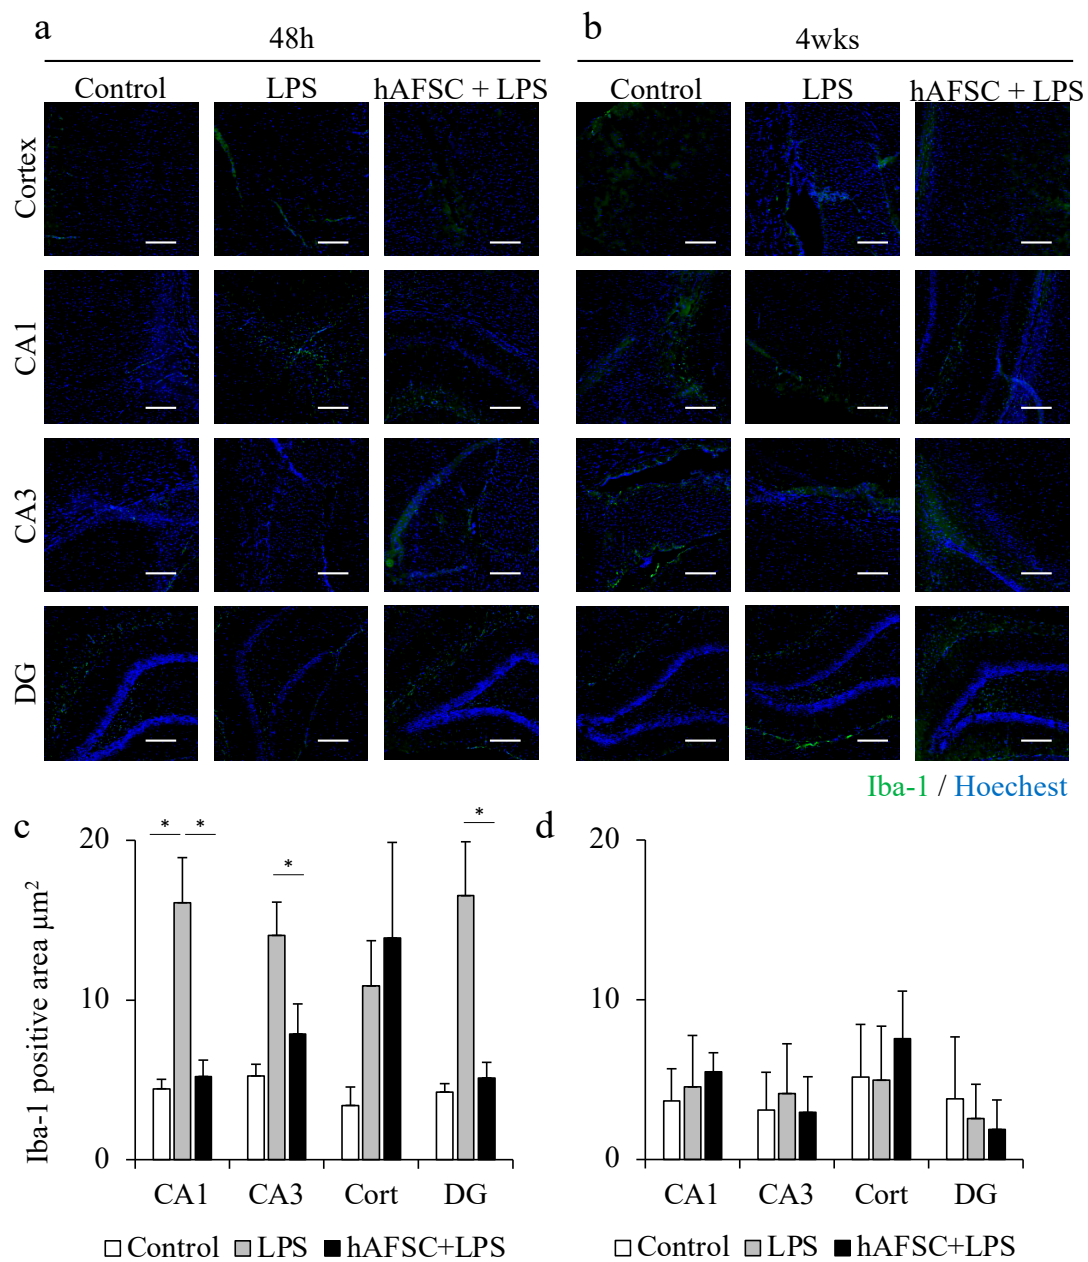 a
48h
Control LPS hAFSC + LPS
b
4wks
Control LPS hAFSC + LPS
Cortex
CA1
CA3
DG
Iba-1 / Hoechest
c
Iba-1 positive area µm²
20
10
0
* * * *
CA1 CA3 Cort DG
Control LPS hAFSC+LPS
d
20
10
0
CA1 CA3 Cort DG
Control LPS hAFSC+LPS